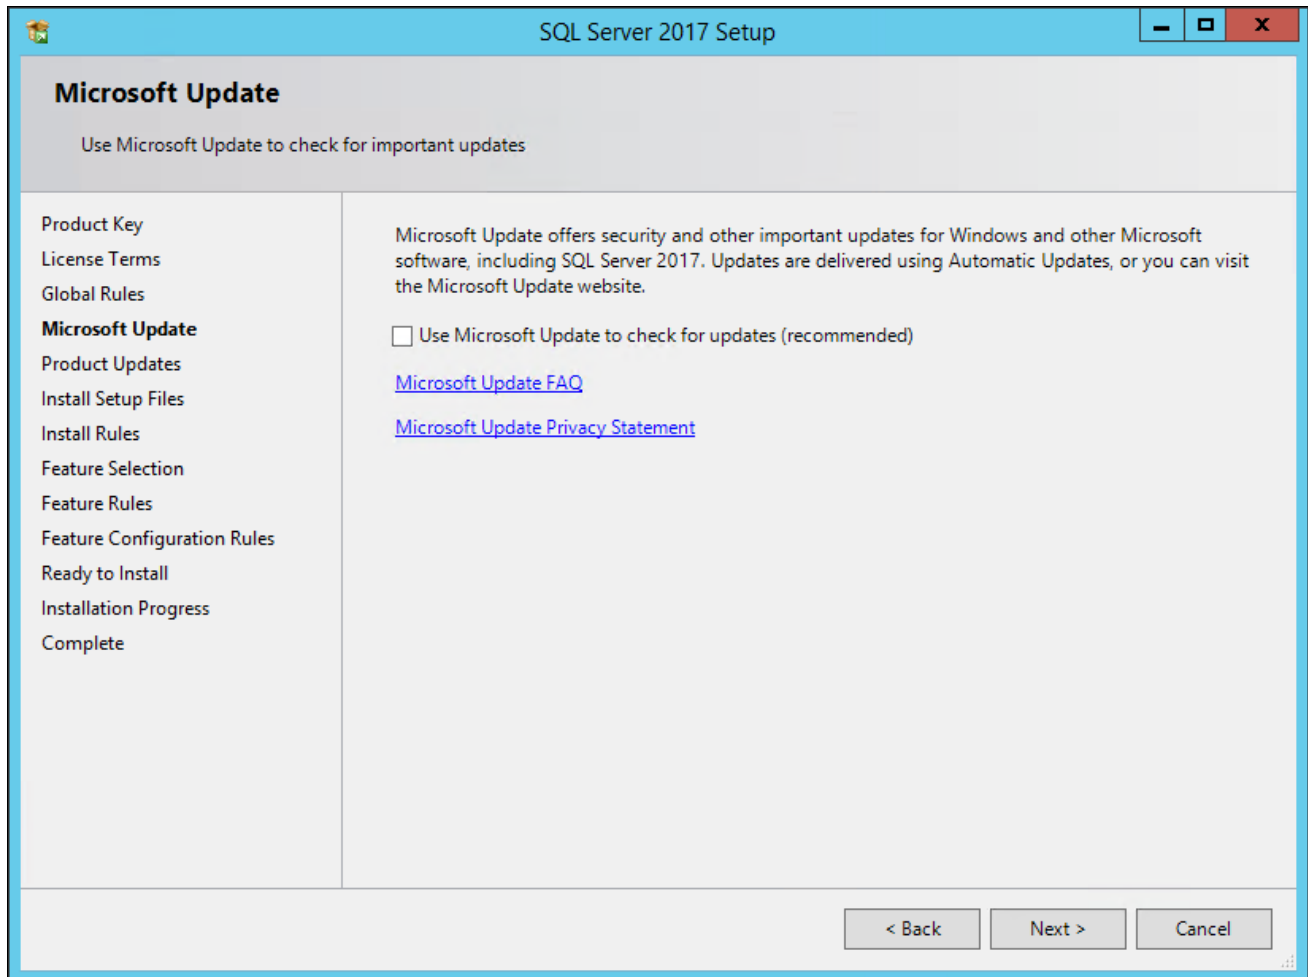 SQL Server 2017 Setup
Microsoft Update
Use Microsoft Update to check for important updates
Product Key
License Terms
Global Rules
Microsoft Update
Product Updates
Install Setup Files
Install Rules
Feature Selection
Feature Rules
Feature Configuration Rules
Ready to Install
Installation Progress
Complete
Microsoft Update offers security and other important updates for Windows and other Microsoft
software, including SQL Server 2017. Updates are delivered using Automatic Updates, or you can visit
the Microsoft Update website.
Use Microsoft Update to check for updates (recommended)
Microsoft Update FAQ
Microsoft Update Privacy Statement
< Back
Next >
Cancel